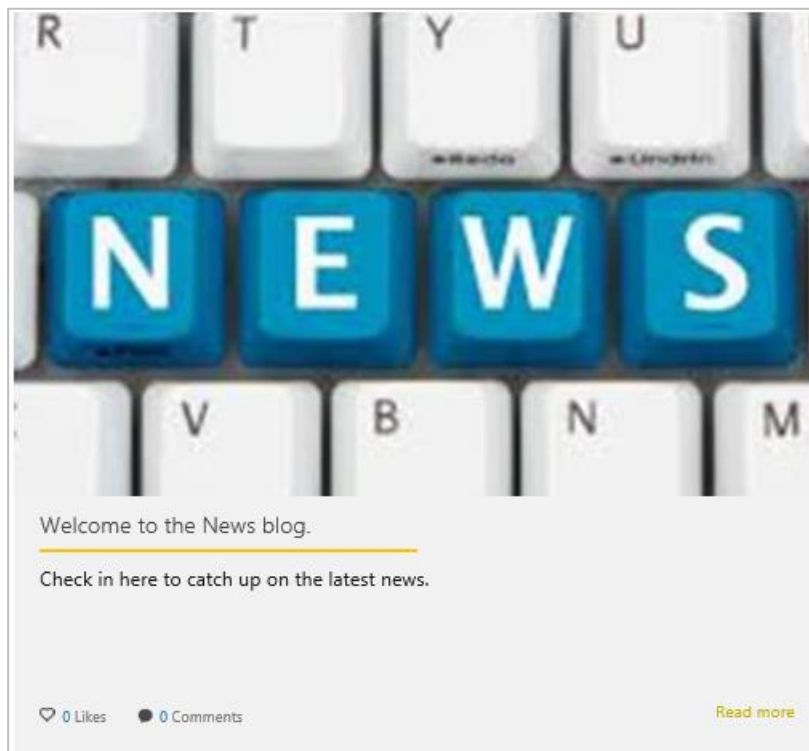 R T Y U
Redo
N E W S
V B N M
Welcome to the News blog.
Check in here to catch up on the latest news.
0 Likes 0 Comments Read more